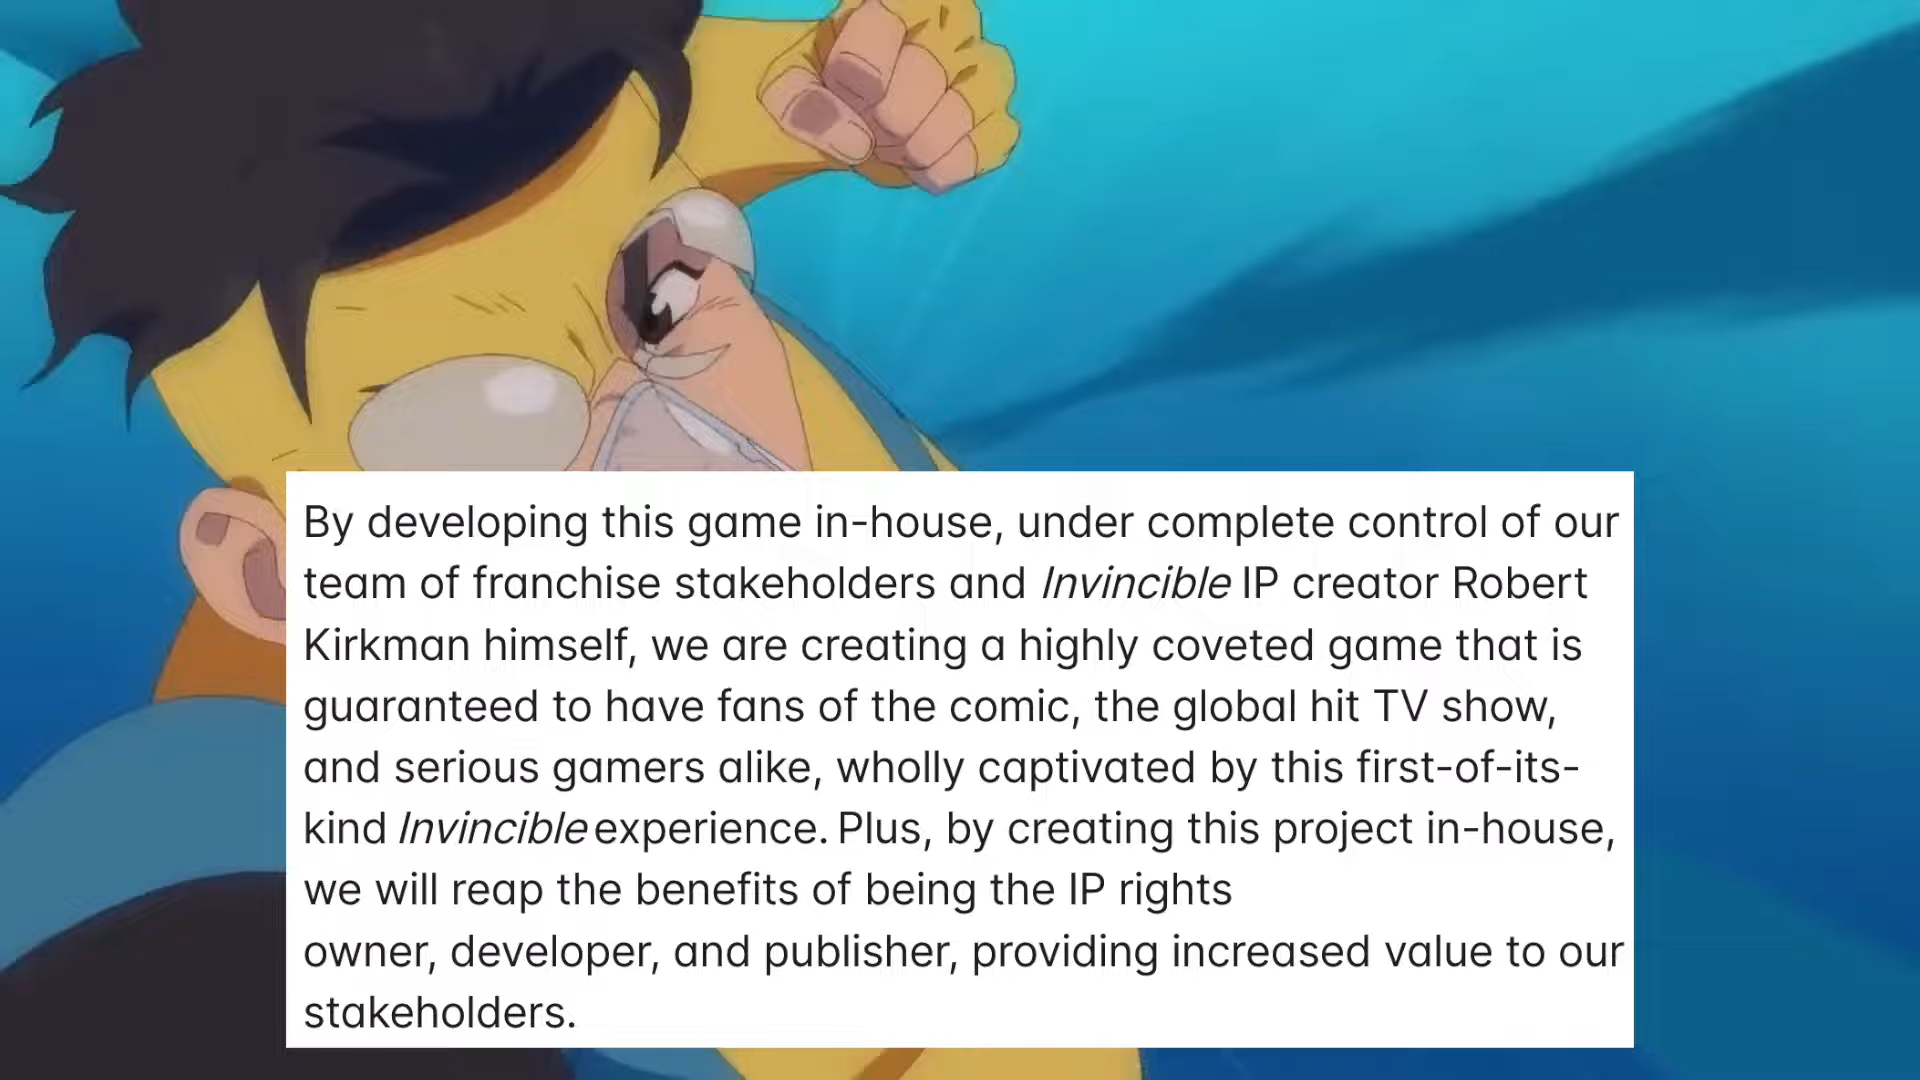 By developing this game in-house, under complete control of our
team of franchise stakeholders and Invincible IP creator Robert
Kirkman himself, we are creating a highly coveted game that is
guaranteed to have fans of the comic, the global hit TV show,
and serious gamers alike, wholly captivated by this first-of-its-
kind Invincible experience. Plus, by creating this project in-house,
we will reap the benefits of being the IP rights
owner, developer, and publisher, providing increased value to our
stakeholders.